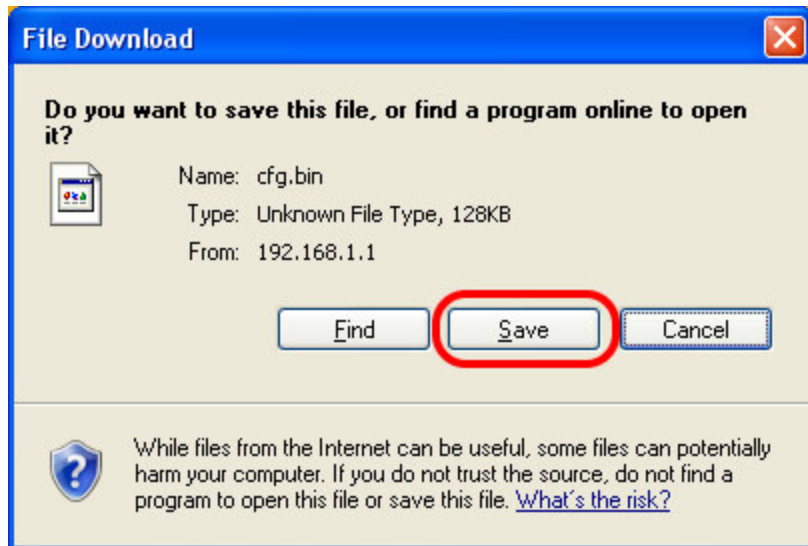 File Download
Do you want to save this file, or find a program online to open
it?
Name: cfg.bin
Type: Unknown File Type, 128KB
From: 192.168.1.1
Find Save Cancel
While files from the Internet can be useful, some files can potentially
harm your computer. If you do not trust the source, do not find a
program to open this file or save this file. What's the risk?